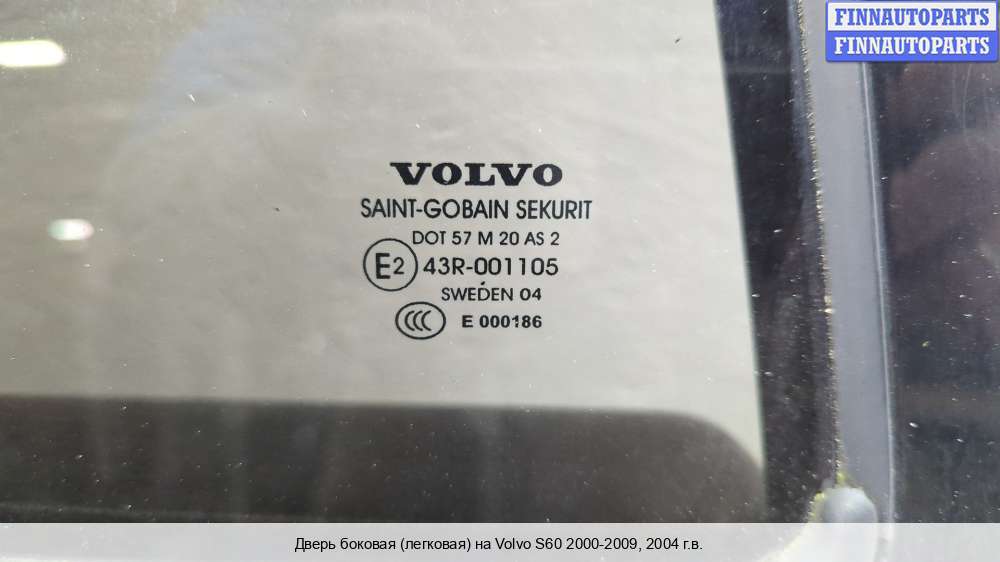 FINNAUTOPARTS
FINNAUTOPARTS
VOLVO
SAINT-GOBAIN SEKURIT
DOT 57 M 20 AS 2
E2 43R-001105
SWEDEN 04
CCC E 000186
Дверь боковая (легковая) на Volvo S60 2000-2009, 2004 г.в.